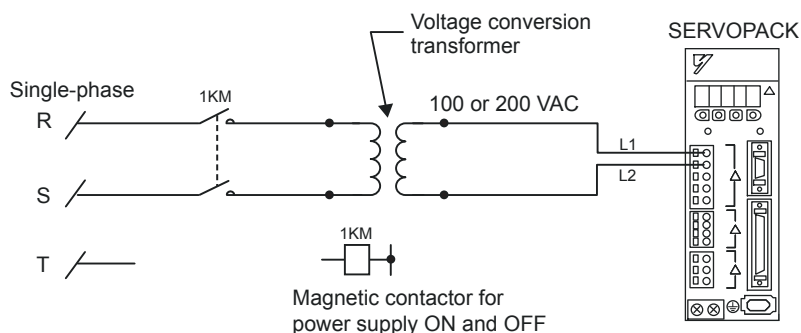 Voltage conversion
transformer
SERVOPACK
Single-phase
1KM
100 or 200 VAC
R
L1
L2
S
1KM
T
Magnetic contactor for
power supply ON and OFF